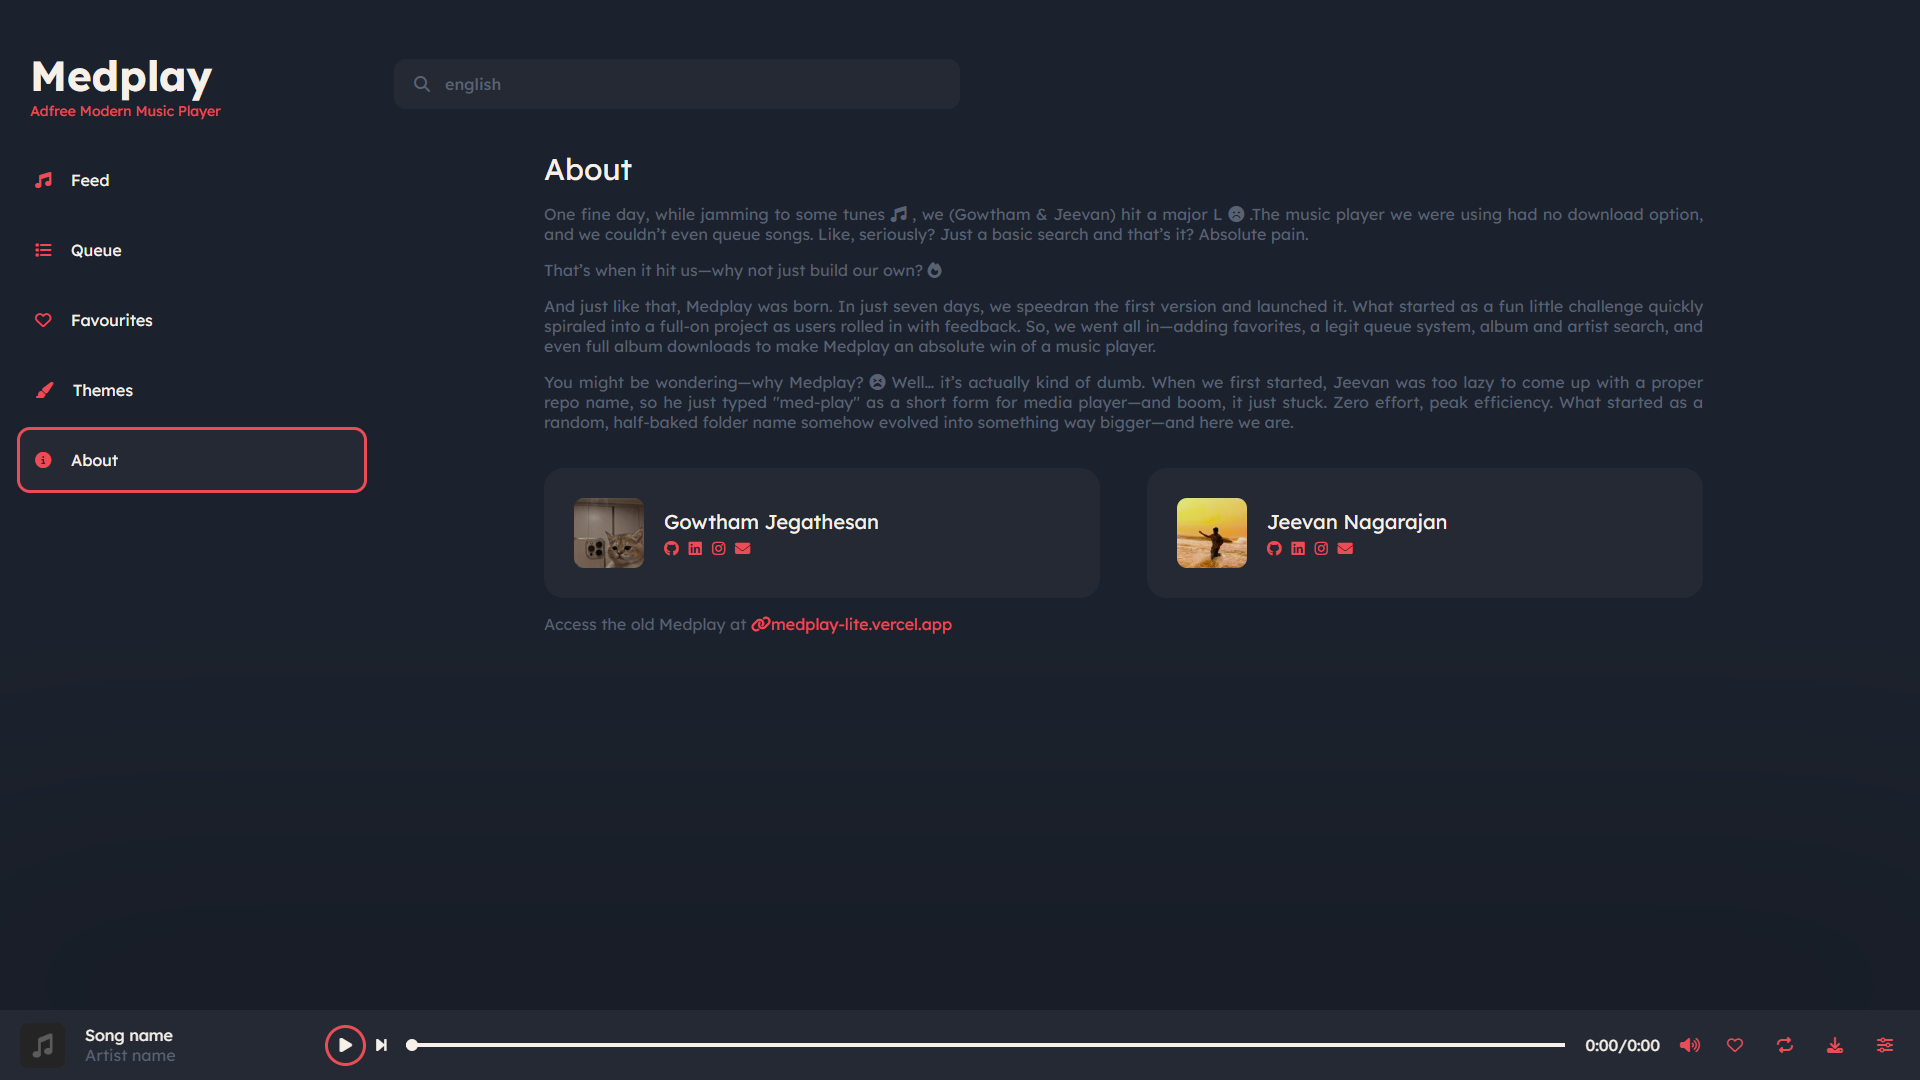 Medplay
Adfree Modern Music Player
english
Feed
Queue
Favourites
Themes
About
About
One fine day, while jamming to some tunes , we (Gowtham & Jeevan) hit a major L .The music player we were using had no download option,
and we couldn’t even queue songs. Like, seriously? Just a basic search and that’s it? Absolute pain.
That’s when it hit us—why not just build our own?
And just like that, Medplay was born. In just seven days, we speedran the first version and launched it. What started as a fun little challenge quickly
spiraled into a full-on project as users rolled in with feedback. So, we went all in—adding favorites, a legit queue system, album and artist search, and
even full album downloads to make Medplay an absolute win of a music player.
You might be wondering—why Medplay? Well... it’s actually kind of dumb. When we first started, Jeevan was too lazy to come up with a proper
repo name, so he just typed "med-play" as a short form for media player—and boom, it just stuck. Zero effort, peak efficiency. What started as a
random, half-baked folder name somehow evolved into something way bigger—and here we are.
Gowtham Jegathesan
Jeevan Nagarajan
Access the old Medplay at medplay-lite.vercel.app
Song name
Artist name
0:00/0:00